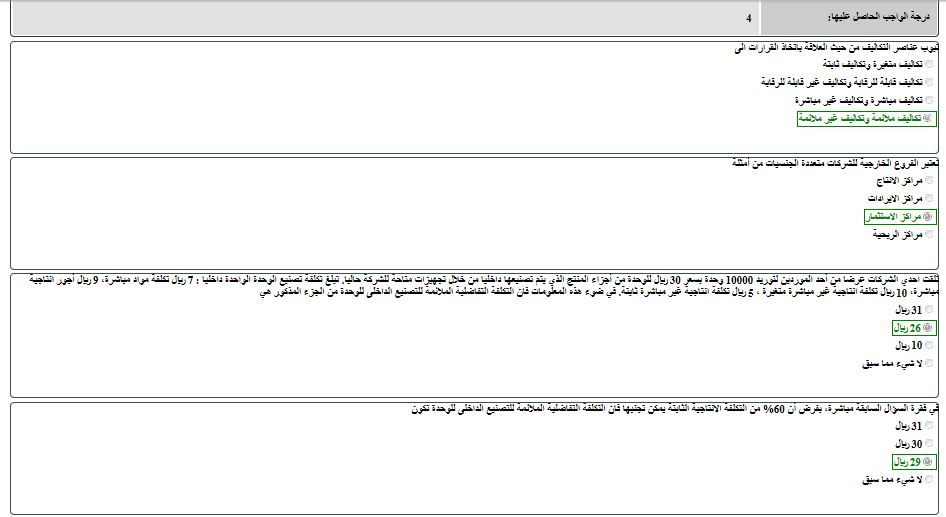 درجة الواجب الحاصل عليها: 4
تبوب عناصر التكاليف من حيث العلاقة باتخاذ القرارات الى
تكاليف متغيرة وتكاليف ثابتة
تكاليف قابلة للرقابة وتكاليف غير قابلة للرقابة
تكاليف مباشرة وتكاليف غير مباشرة
تكاليف ملائمة وتكاليف غير ملائمة
تعتبر الفروع الخارجية للشركات متعددة الجنسيات من أمثلة
مراكز الانتاج
مراكز الايرادات
مراكز الاستثمار
مراكز الربحية
تلقت احدي الشركات عرضا من أحد الموردين لتوريد 10000 وحدة بسعر 30 ريال للوحدة من أجزاء المنتج الذي يتم تصنيعها داخليا من خلال تجهيزات متاحة للشركة حاليا. تبلغ تكلفة تصنيع الوحدة الواحدة داخليا : 7 ريال تكلفة مواد مباشرة، 9 ريال أجور انتاجية
مباشرة، 10 ريال تكلفة انتاجية غير مباشرة متغيرة ، 5 ريال تكلفة انتاجية غير مباشرة ثابتة. في ضوء هذه المعلومات فان التكلفة التفاضلية الملائمة للتصنيع الداخلى للوحدة من الجزء المذكور هي
31 ريال
26 ريال
10 ريال
لا شيء مما سبق
في فقرة السؤال السابقة مباشرة، بفرض أن 60% من التكلفة الانتاجية الثابتة يمكن تجنبها فان التكلفة التفاضلية الملائمة للتصنيع الداخلى للوحدة تكون
31 ريال
30 ريال
29 ريال
لا شيء مما سبق